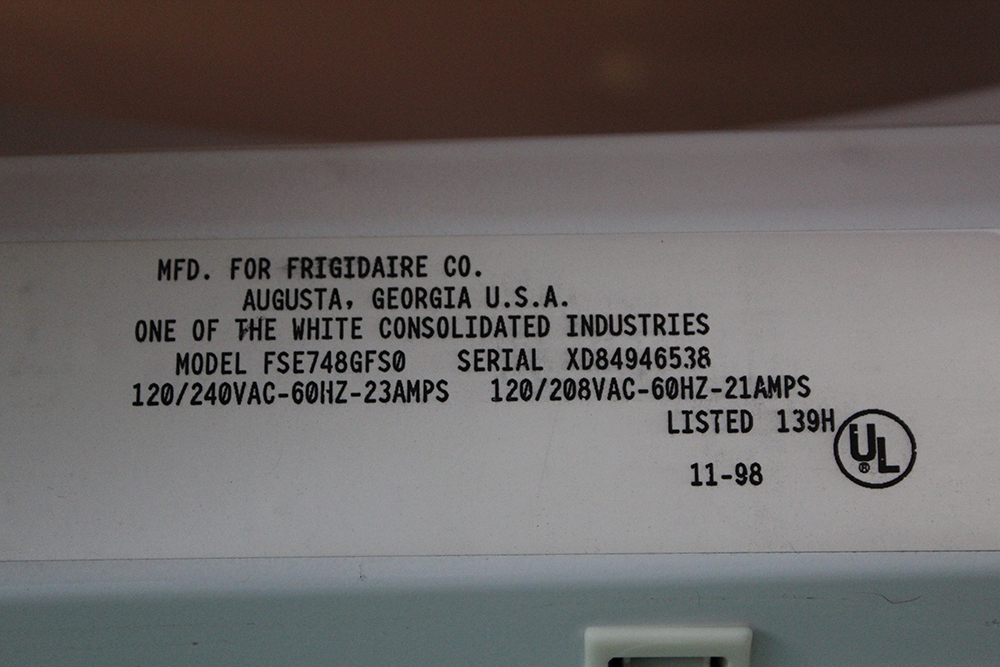 MFD. FOR FRIGIDAIRE CO.
AUGUSTA, GEORGIA U.S.A.
ONE OF THE WHITE CONSOLIDATED INDUSTRIES
MODEL FSE748GFS0 SERIAL XD84946538
120/240VAC-60HZ-23AMPS 120/208VAC-60HZ-21AMPS
LISTED 139H
UL ®
11-98